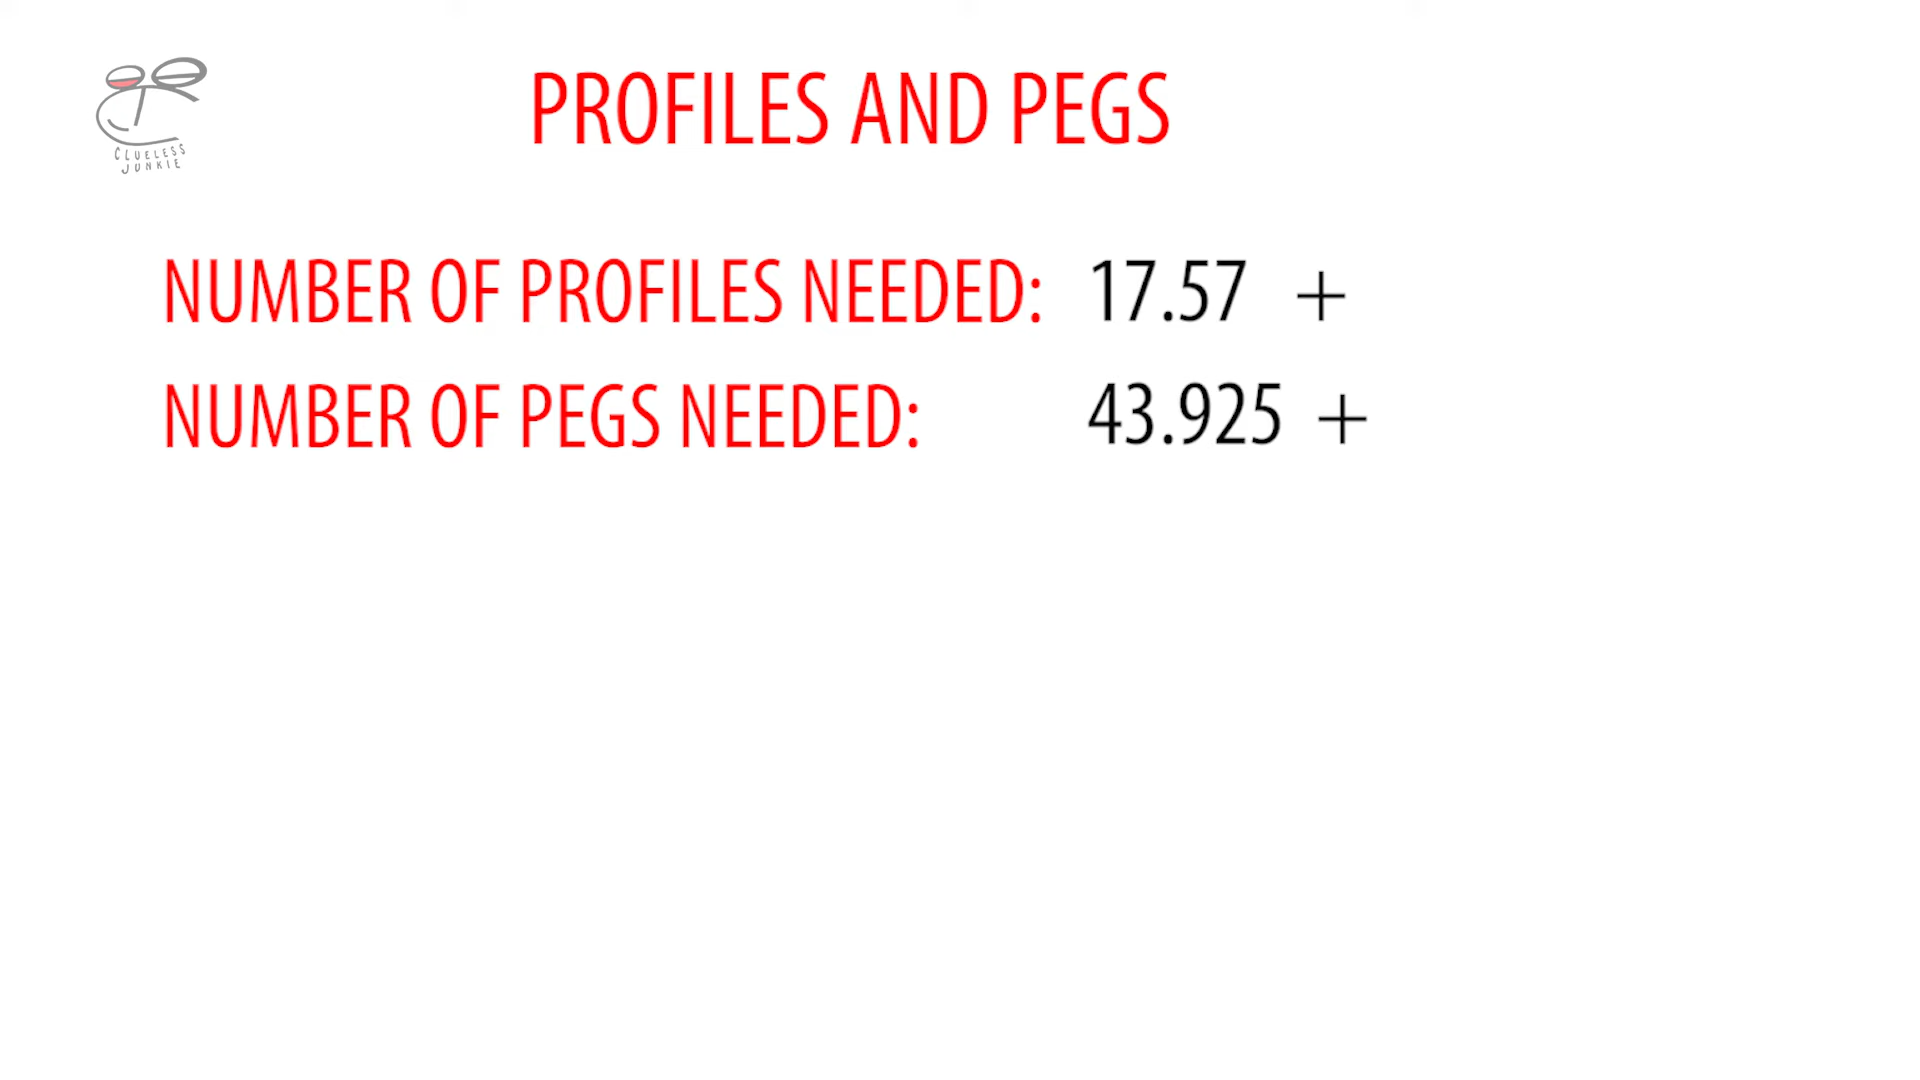 CLUELESS
JUNKIE
PROFILES AND PEGS
NUMBER OF PROFILES NEEDED: 17.57 +
NUMBER OF PEGS NEEDED: 43.925 +